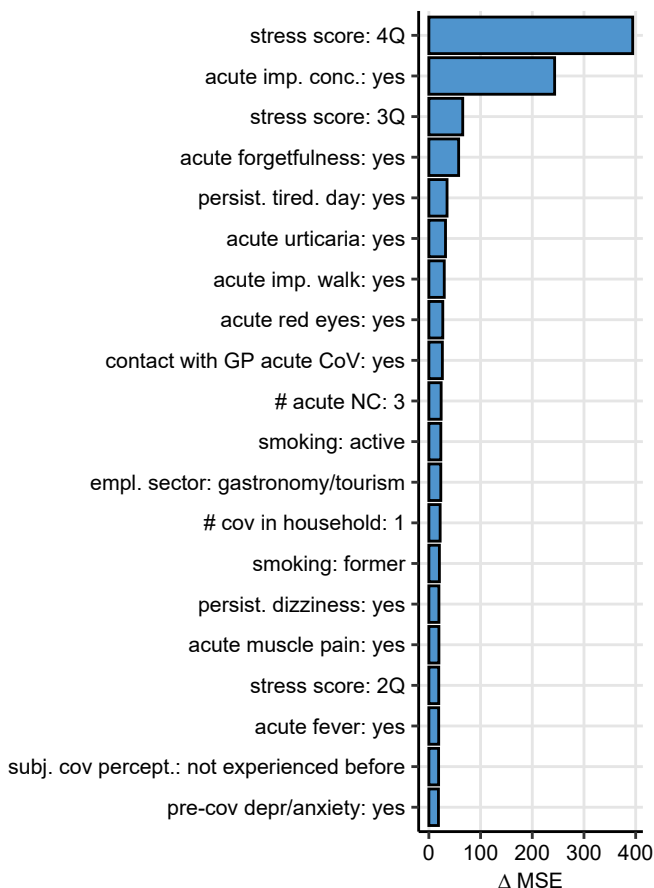 stress score: 4Q
acute imp. conc.: yes
stress score: 3Q
acute forgetfulness: yes
persist. tired. day: yes
acute urticaria: yes
acute imp. walk: yes
acute red eyes: yes
contact with GP acute CoV: yes
# acute NC: 3
smoking: active
empl. sector: gastronomy/tourism
# cov in household: 1
smoking: former
persist. dizziness: yes
acute muscle pain: yes
stress score: 2Q
acute fever: yes
subj. cov percept.: not experienced before
pre-cov depr/anxiety: yes
0 100 200 300 400
Δ MSE